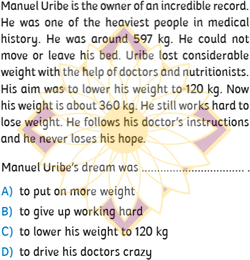 Manuel Uribe is the owner of an incredible record.
He was one of the heaviest people in medical
history. He was around 597 kg. He could not
move or leave his bed. Uribe lost considerable
weight with the help of doctors and nutritionists.
His aim was to lower his weight to 120 kg. Now
his weight is about 360 kg. He still works hard to
lose weight. He follows his doctor's instructions
and he never loses his hope.
Manuel Uribe's dream was ................................ .
A) to put on more weight
B) to give up working hard
C) to lower his weight to 120 kg
D) to drive his doctors crazy